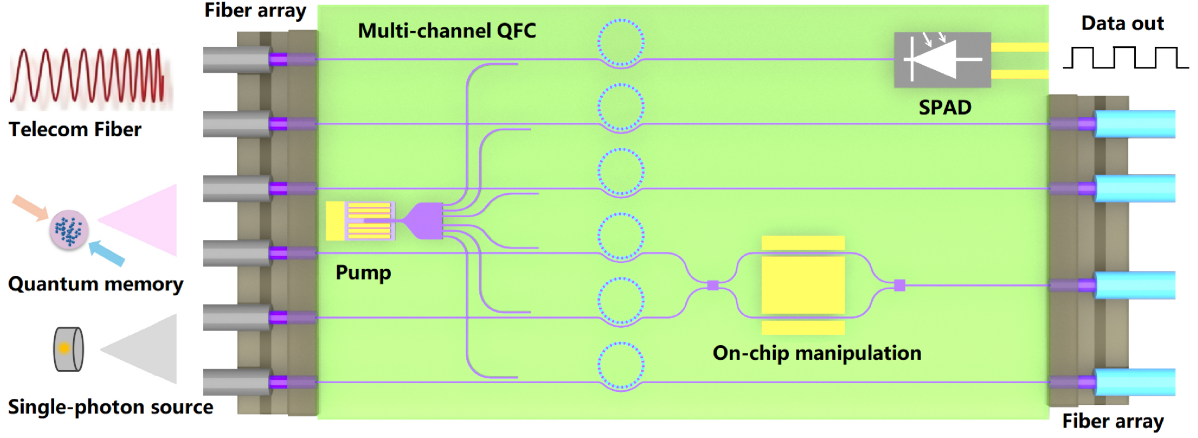 Fiber array
Multi-channel QFC
Data out
Telecom Fiber
SPAD
Quantum memory
Pump
On-chip manipulation
Single-photon source
Fiber array